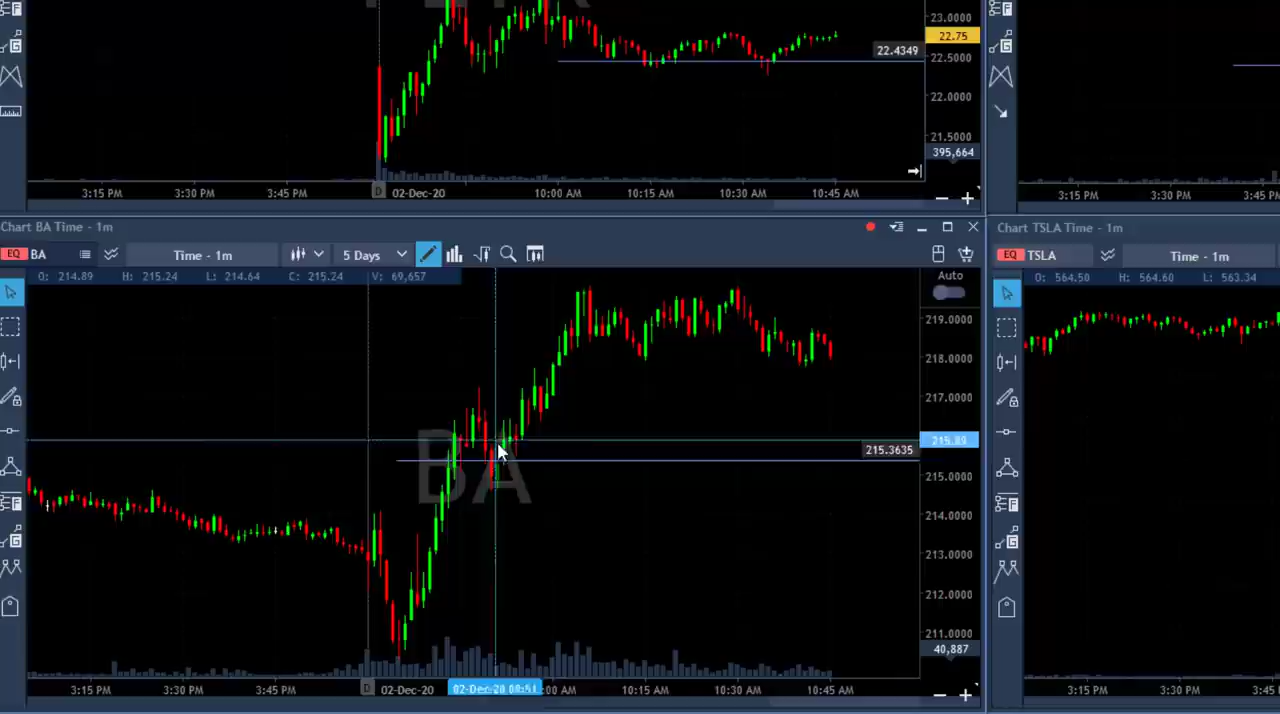 23.0000
22.75
22.4349
22.5000
22.0000
21.5000
395,664
3:15 PM 3:30 PM 3:45 PM D 02-Dec-20 10:00 AM 10:15 AM 10:30 AM 10:45 AM
3:15 PM 3:30 PM 3:45 P
Chart BA Time - 1m
EQ BA Time - 1m 5 Days
O: 214.89 H: 215.24 L: 214.64 C: 215.24 V: 69,657
Auto
219.0000
218.0000
217.0000
BA
215.89
215.3635
215.0000
214.0000
213.0000
212.0000
211.0000
40,887
3:15 PM 3:30 PM 3:45 PM D 02-Dec-20 :00 AM 10:15 AM 10:30 AM 10:45 AM
Chart TSLA Time - 1m
EQ TSLA Time - 1m
O: 564.50 H: 564.60 L: 563.34
3:15 PM 3:30 PM 3:45